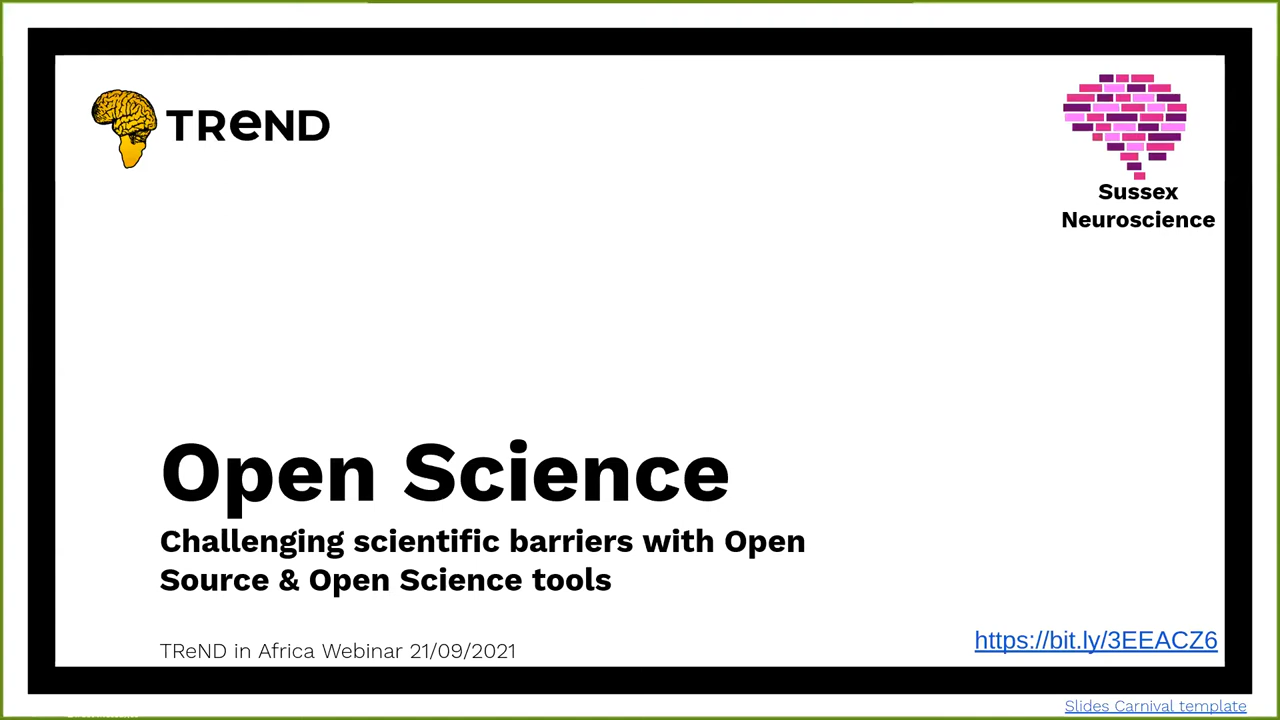 TReND
Sussex
Neuroscience
Open Science
Challenging scientific barriers with Open
Source & Open Science tools
TReND in Africa Webinar 21/09/2021
https://bit.ly/3EEACZ6
Slides Carnival template